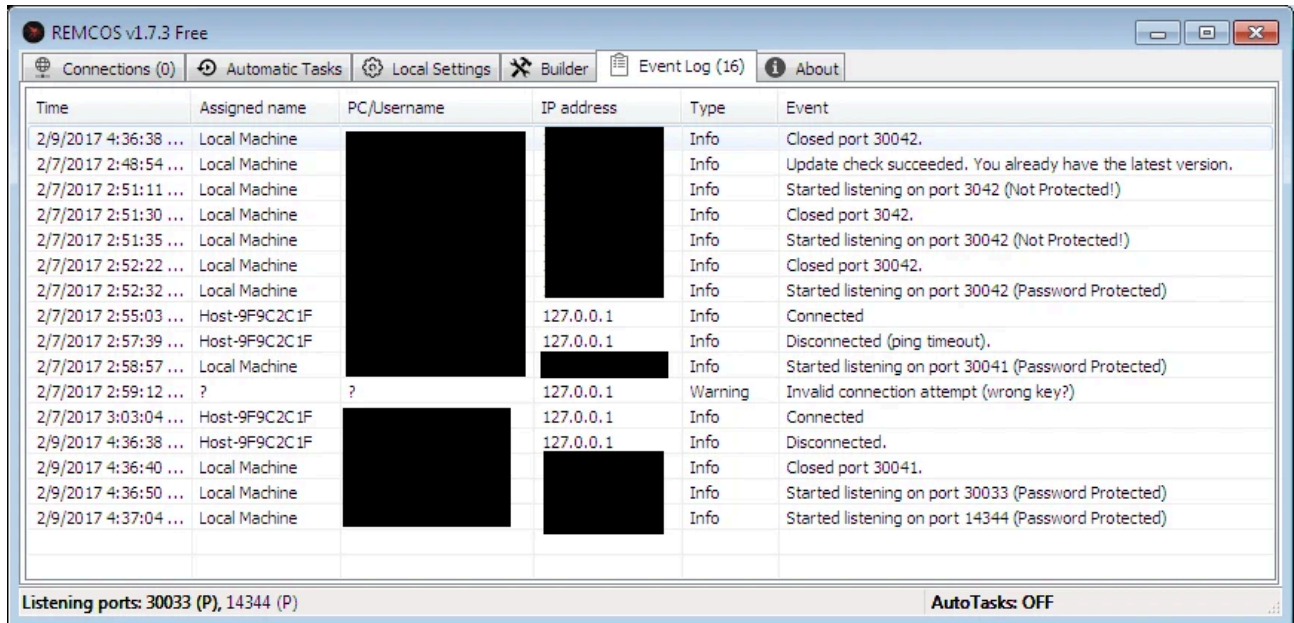 REMCOS v1.7.3 Free
Connections (0) Automatic Tasks Local Settings Builder Event Log (16) About
Time Assigned name PC/Username IP address Type Event
2/9/2017 4:36:38 ... Local Machine Info Closed port 30042.
2/7/2017 2:48:54 ... Local Machine Info Update check succeeded. You already have the latest version.
2/7/2017 2:51:11 ... Local Machine Info Started listening on port 3042 (Not Protected!)
2/7/2017 2:51:30 ... Local Machine Info Closed port 3042.
2/7/2017 2:51:35 ... Local Machine Info Started listening on port 30042 (Not Protected!)
2/7/2017 2:52:22 ... Local Machine Info Closed port 30042.
2/7/2017 2:52:32 ... Local Machine Info Started listening on port 30042 (Password Protected)
2/7/2017 2:55:03 ... Host-9F9C2C1F 127.0.0.1 Info Connected
2/7/2017 2:57:39 ... Host-9F9C2C1F 127.0.0.1 Info Disconnected (ping timeout).
2/7/2017 2:58:57 ... Local Machine Info Started listening on port 30041 (Password Protected)
2/7/2017 2:59:12 ... ? ? 127.0.0.1 Warning Invalid connection attempt (wrong key?)
2/7/2017 3:03:04 ... Host-9F9C2C1F 127.0.0.1 Info Connected
2/9/2017 4:36:38 ... Host-9F9C2C1F 127.0.0.1 Info Disconnected.
2/9/2017 4:36:40 ... Local Machine Info Closed port 30041.
2/9/2017 4:36:50 ... Local Machine Info Started listening on port 30033 (Password Protected)
2/9/2017 4:37:04 ... Local Machine Info Started listening on port 14344 (Password Protected)
Listening ports: 30033 (P), 14344 (P) AutoTasks: OFF